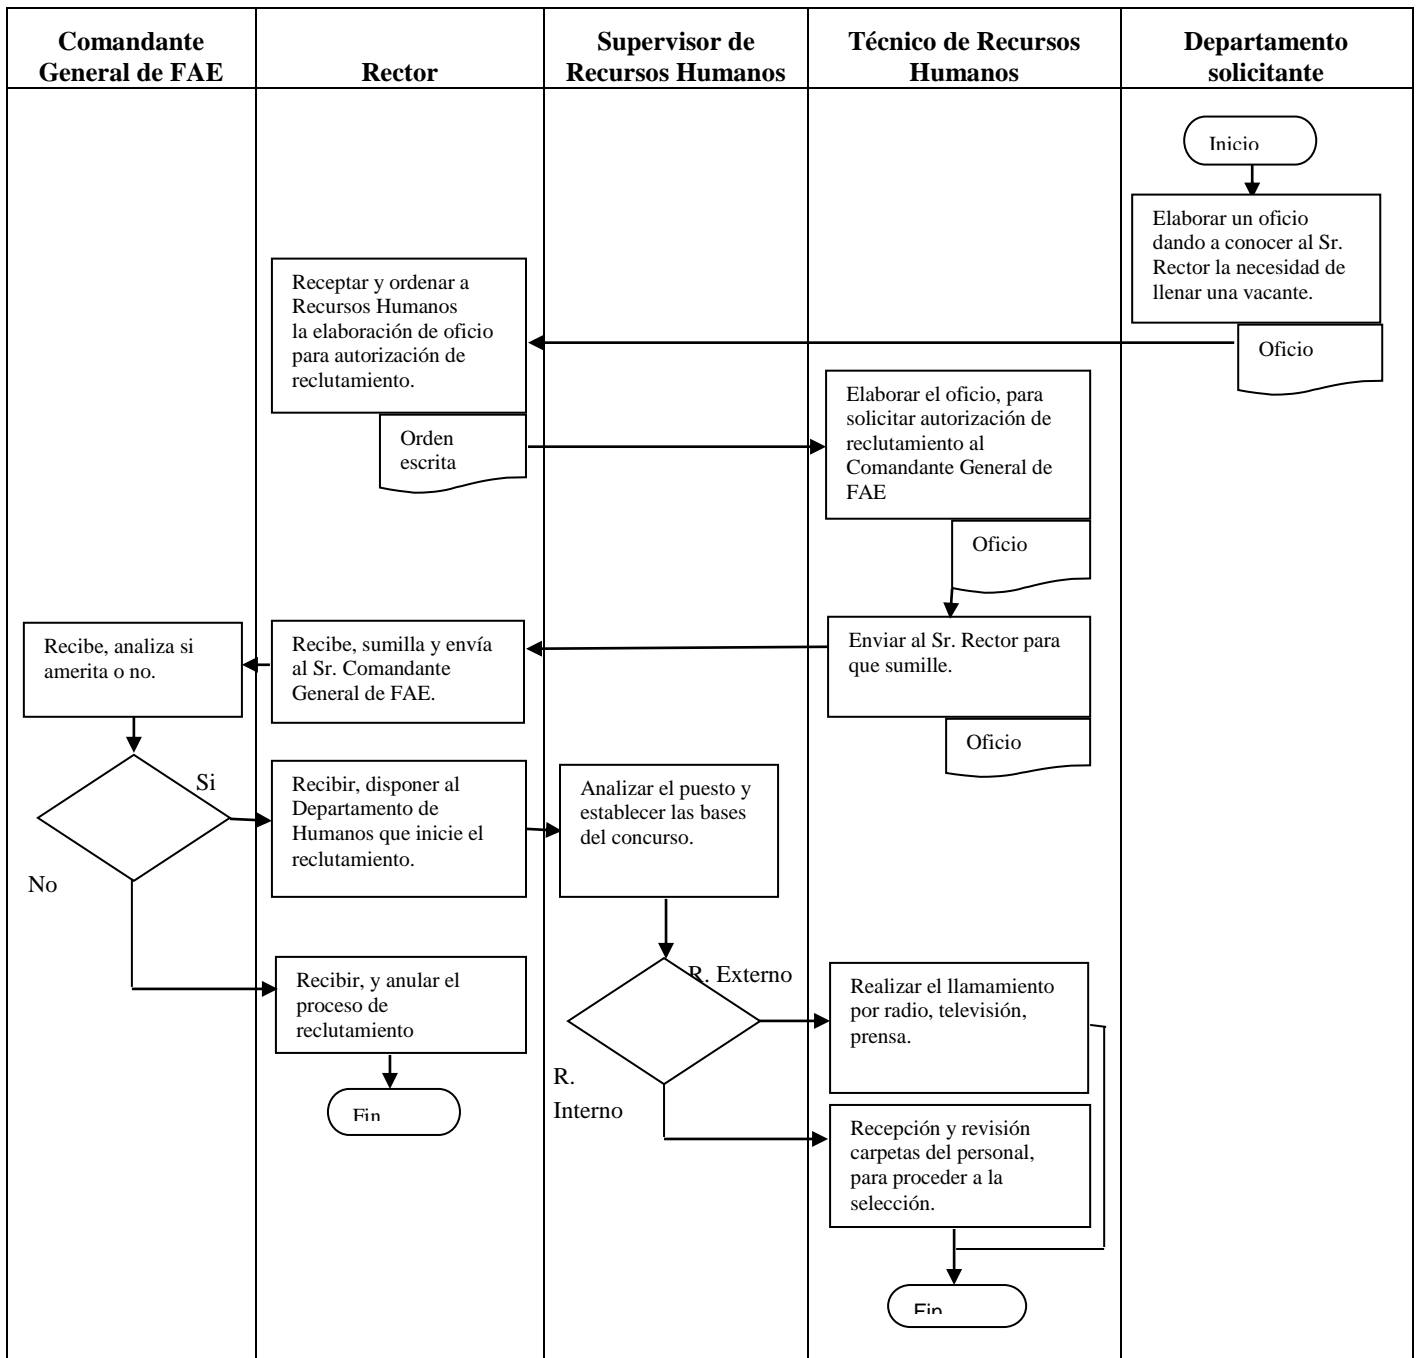 Comandante
General de FAE
Rector
Supervisor de
Recursos Humanos
Técnico de Recursos
Humanos
Departamento
solicitante
Inicio
Elaborar un oficio
dando a conocer al Sr.
Rector la necesidad de
llenar una vacante.
Oficio
Receptar y ordenar a
Recursos Humanos
la elaboración de oficio
para autorización de
reclutamiento.
Orden
escrita
Elaborar el oficio, para
solicitar autorización de
reclutamiento al
Comandante General de
FAE
Oficio
Enviar al Sr. Rector para
que sumille.
Oficio
Recibe, sumilla y envía
al Sr. Comandante
General de FAE.
Recibe, analiza si
amerita o no.
Si
No
Recibir, disponer al
Departamento de
Humanos que inicie el
reclutamiento.
Analizar el puesto y
establecer las bases
del concurso.
Recibir, y anular el
proceso de
reclutamiento
Fin
R. Externo
R.
Interno
Realizar el llamamiento
por radio, televisión,
prensa.
Recepción y revisión
carpetas del personal,
para proceder a la
selección.
Fin